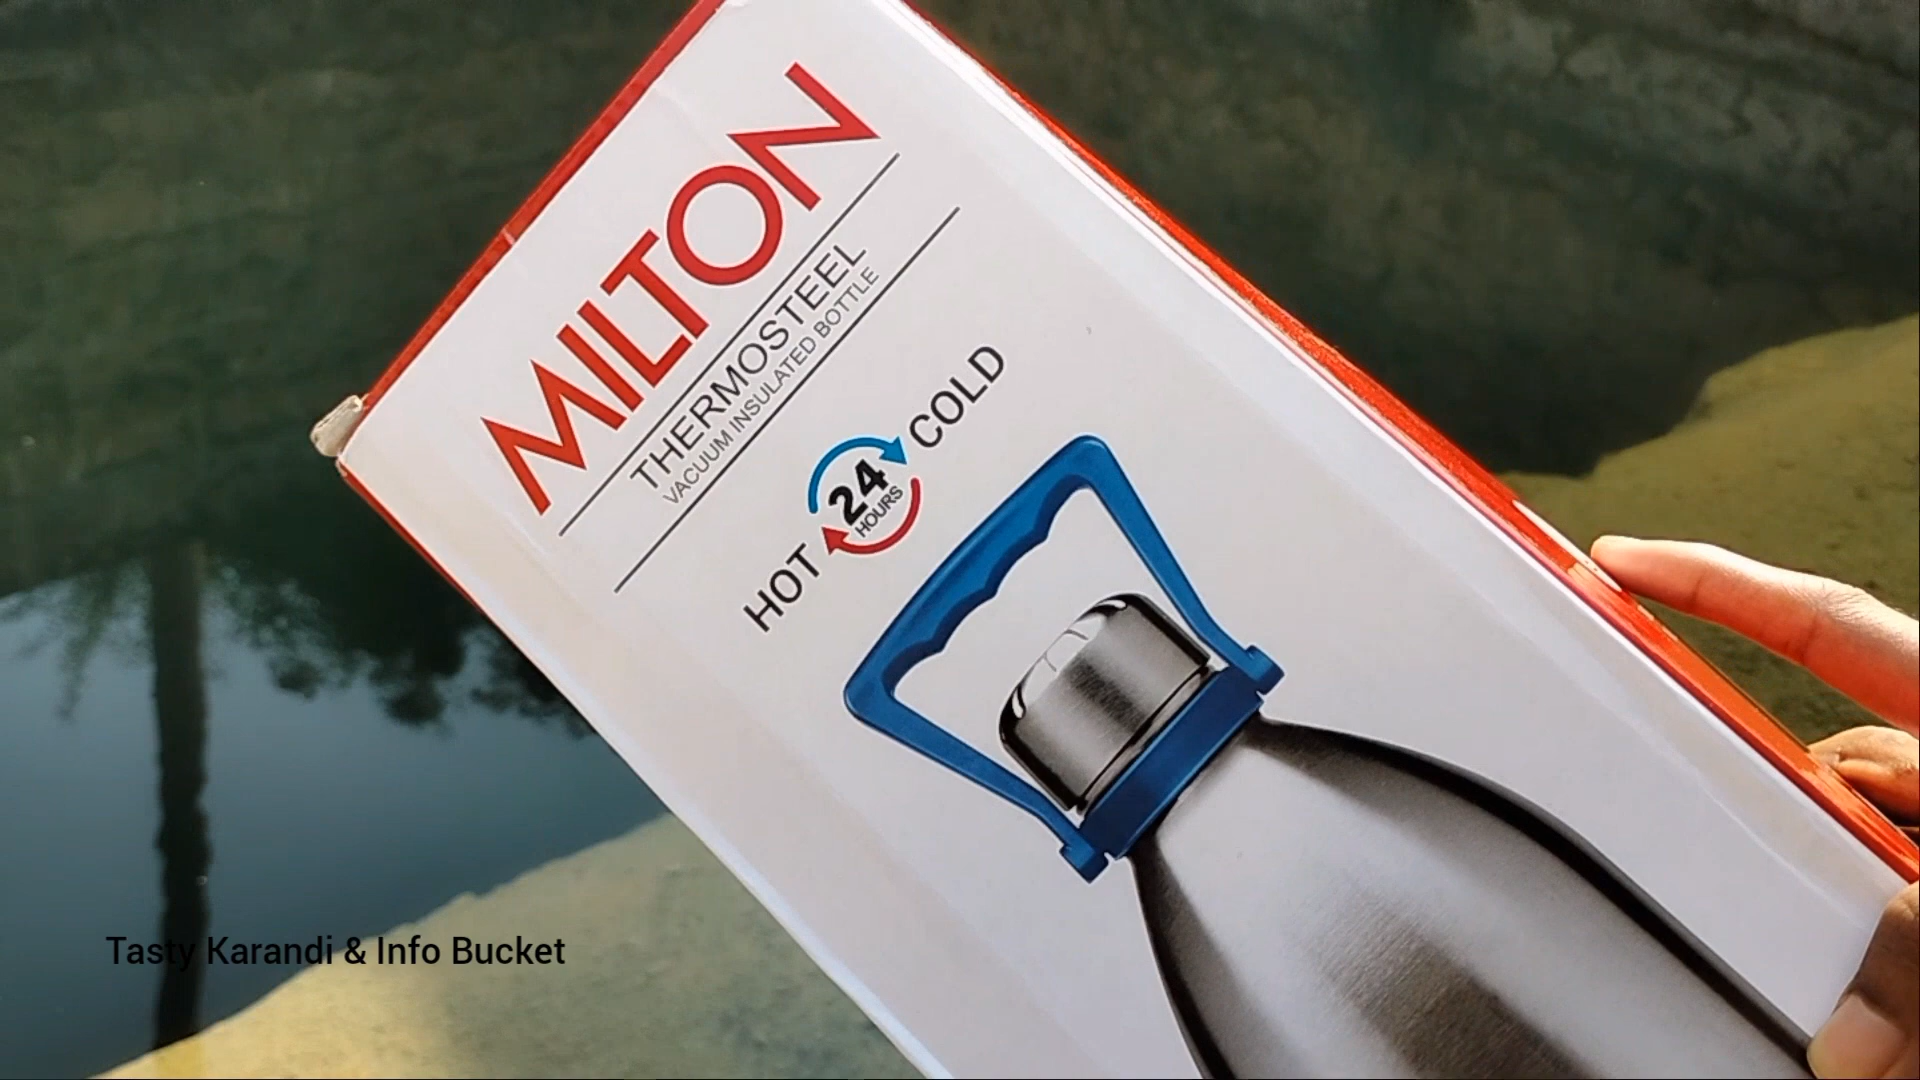 MILTON
THERMOSTEEL
VACUUM INSULATED BOTTLE
HOT 24 HOURS COLD
Tasty Karandi & Info Bucket